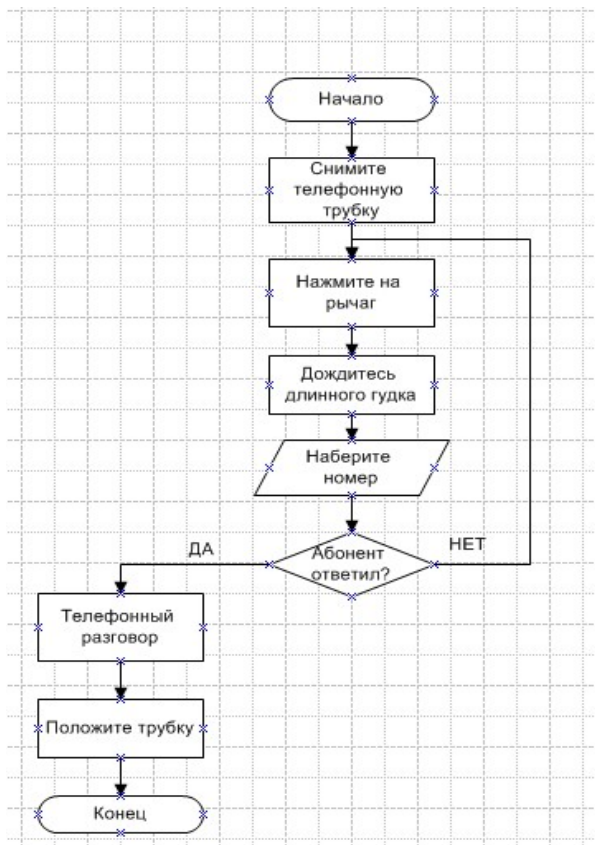 Начало
Снимите
телефонную
трубку
Нажмите на
рычаг
Дождитесь
длинного гудка
Наберите
номер
Абонент
ответил?
ДА
НЕТ
Телефонный
разговор
Положите трубку
Конец